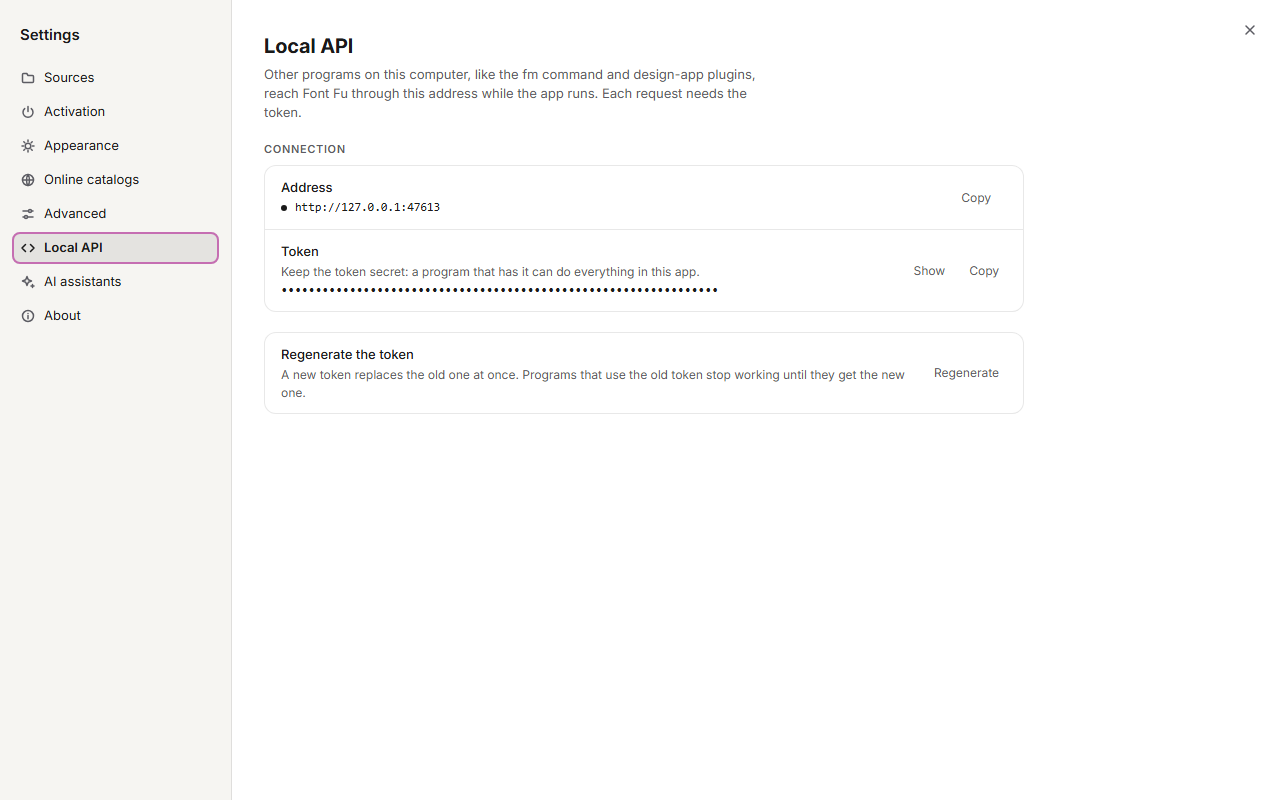 Settings
Sources
Activation
Appearance
Online catalogs
Advanced
Local API
AI assistants
About
Local API
Other programs on this computer, like the fm command and design-app plugins,
reach Font Fu through this address while the app runs. Each request needs the
token.
CONNECTION
Address
http://127.0.0.1:47613
Copy
Token
Keep the token secret: a program that has it can do everything in this app.
••••••••••••••••••••••••••••••••••••••••••••••••••••••••••••••••
Show
Copy
Regenerate the token
A new token replaces the old one at once. Programs that use the old token stop working until they get the new
one.
Regenerate